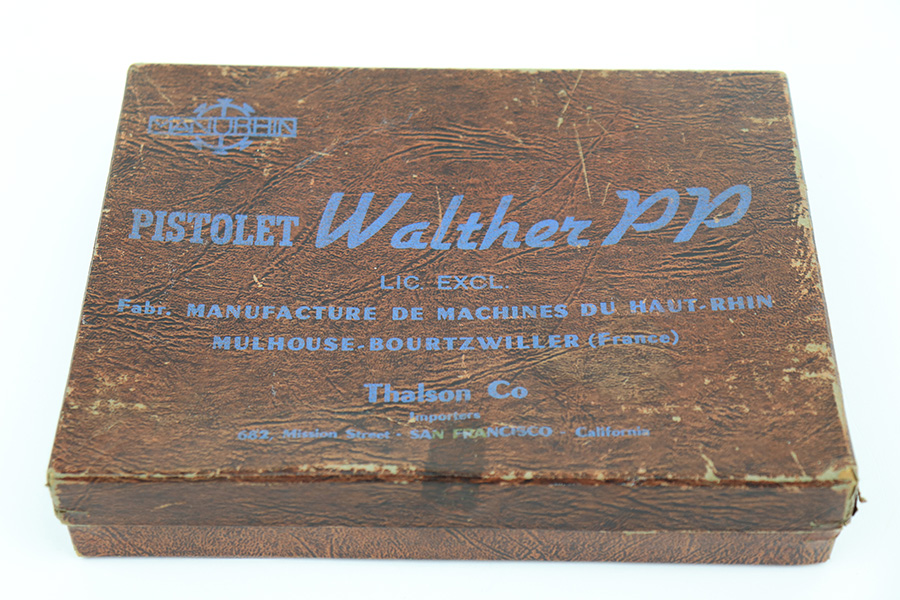 MANURHIN
PISTOLET Walther PP
LIC. EXCL.
Fabr. MANUFACTURE DE MACHINES DU HAUT-RHIN
MULHOUSE-BOURTZWILLER (France)
Thalson Co
Importers
682 Mission Street - SAN FRANCISCO - California